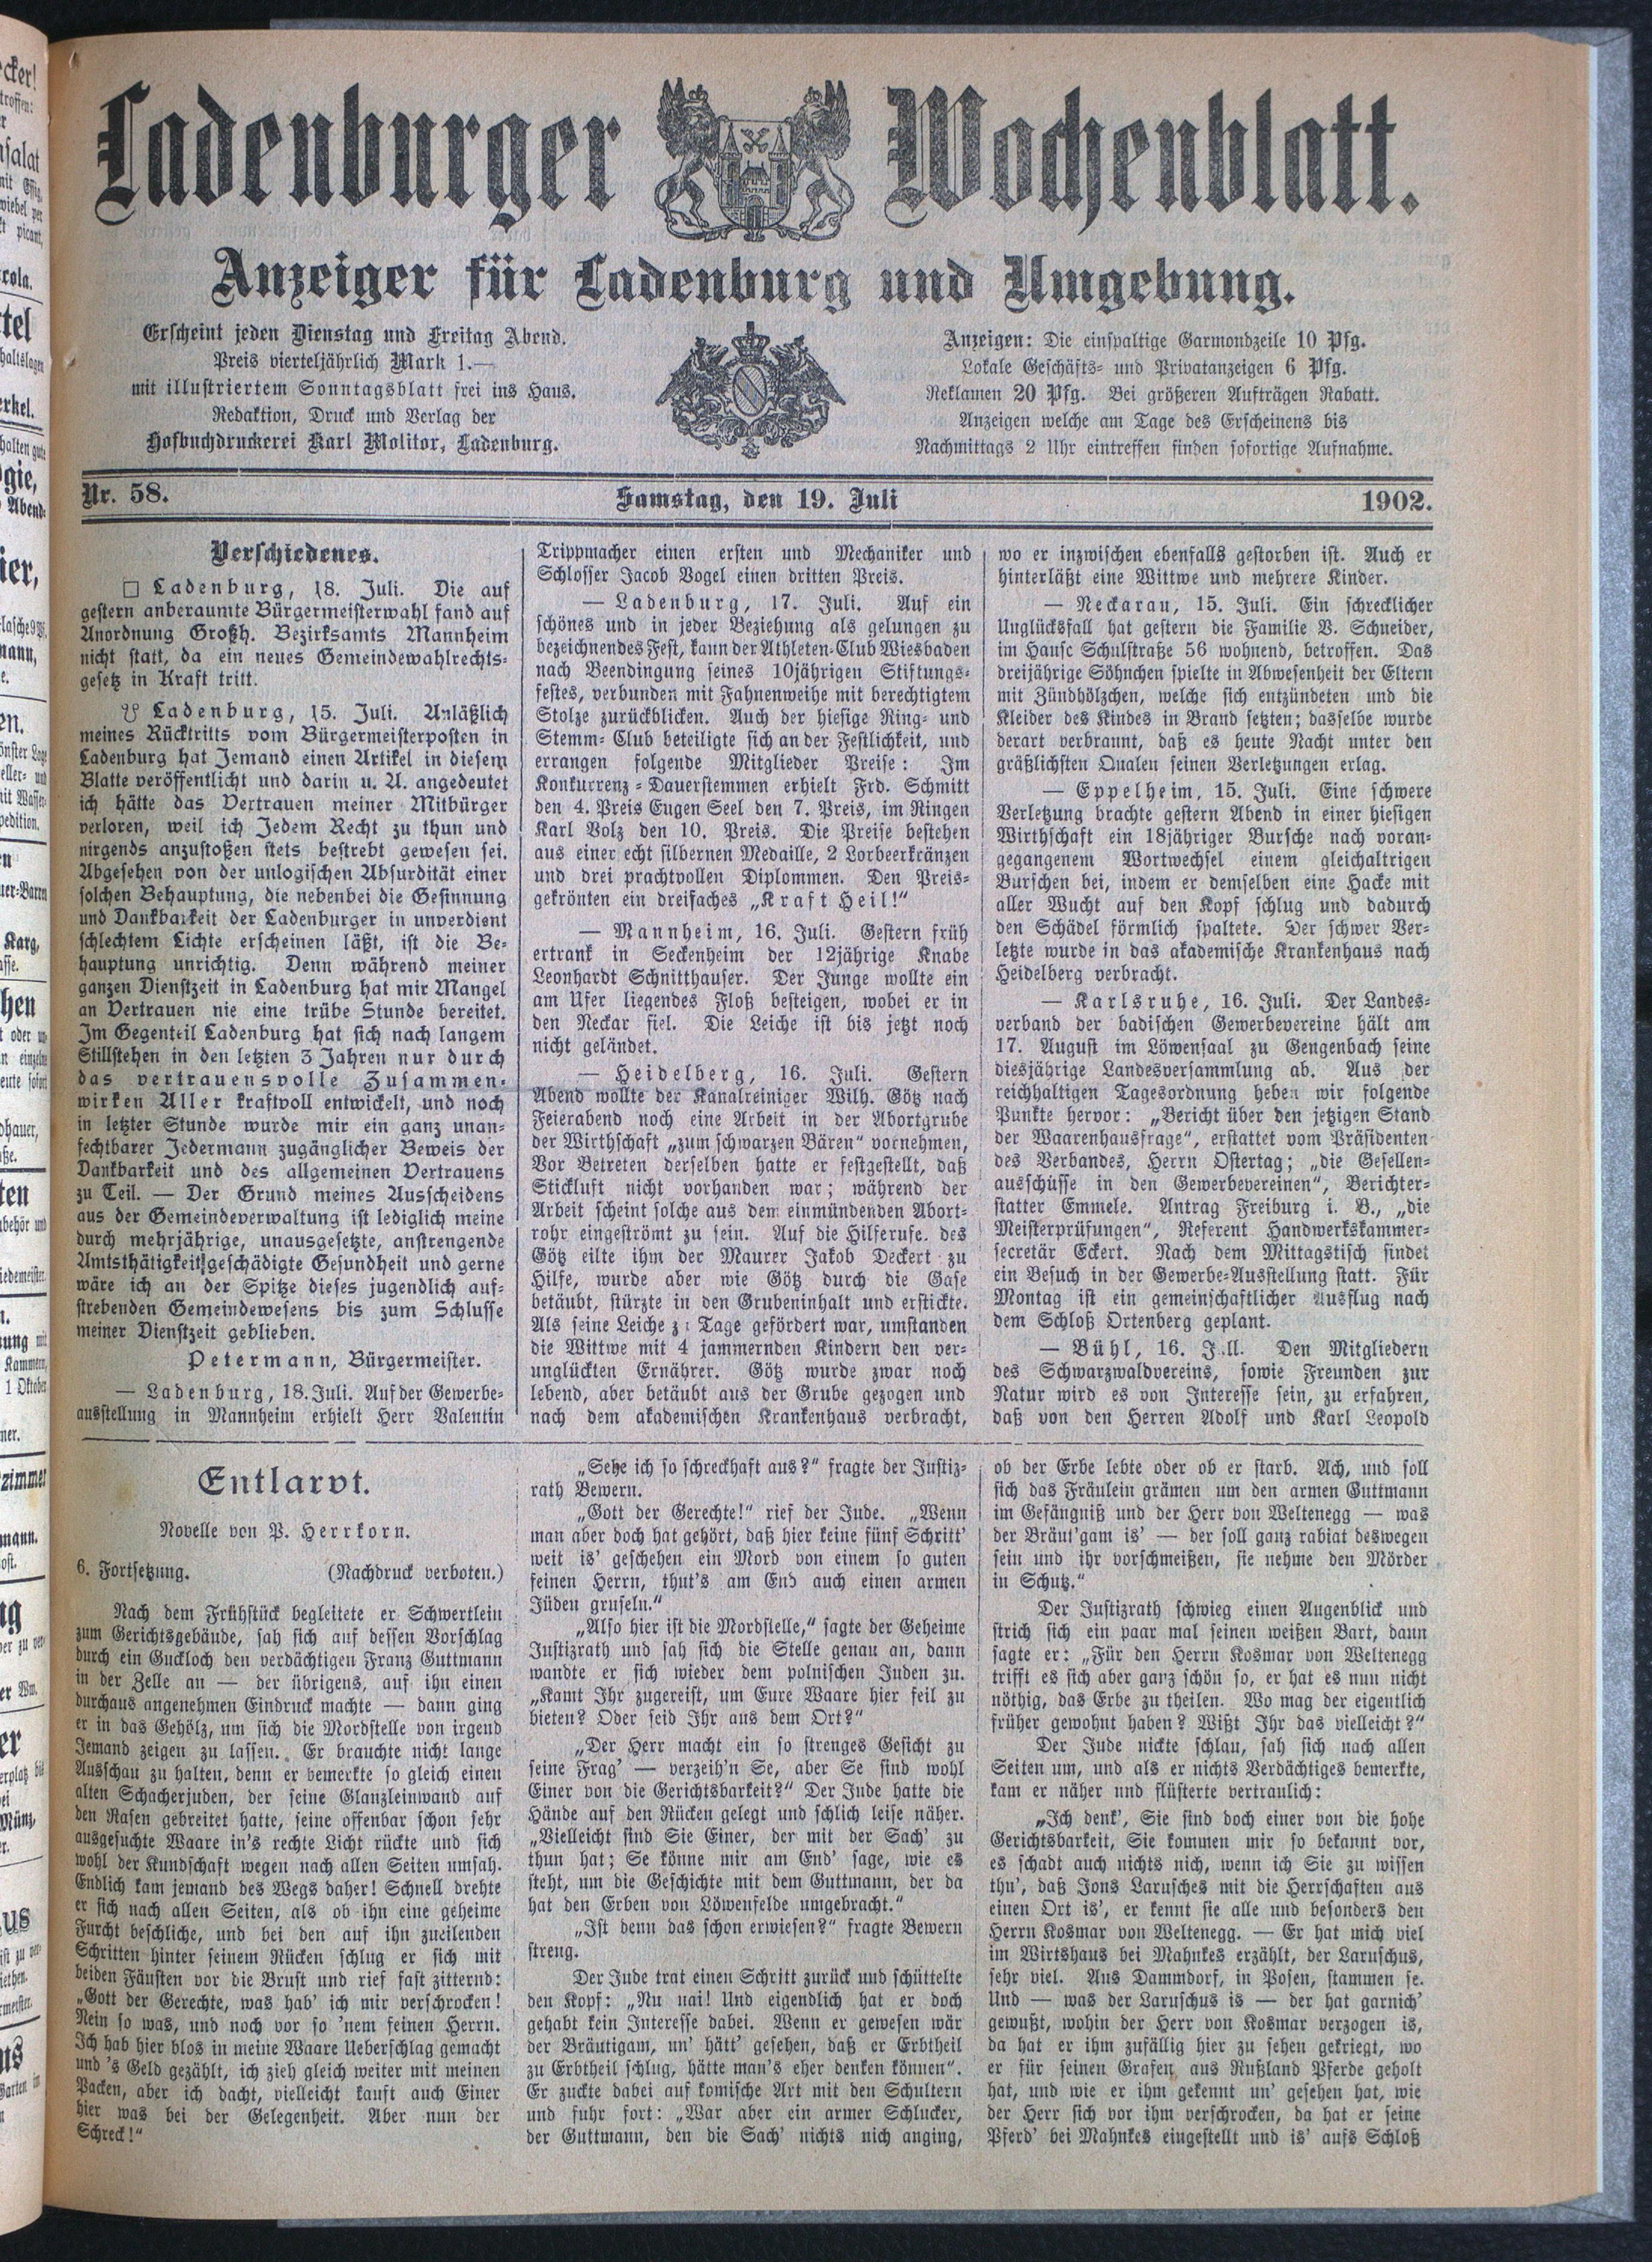 Ladenburger Wochenblatt.
Anzeiger für Ladenburg und Umgebung.
Erscheint jeden Dienstag und Freitag Abend.
Preis vierteljährlich Mark 1.—
mit illustriertem Sonntagsblatt frei ins Haus.
Redaktion, Druck und Verlag der
Hofbuchdruckerei Karl Molitor, Ladenburg.
Anzeigen: Die einspaltige Garmondzeile 10 Pfg.
Lokale Geschäfts- und Privatanzeigen 6 Pfg.
Reklamen 20 Pfg. Bei größeren Aufträgen Rabatt.
Anzeigen welche am Tage des Erscheinens bis
Nachmittags 2 Uhr eintreffen finden sofortige Aufnahme.
Nr. 58. Samstag, den 19. Juli 1902.
Verschiedenes.
□ Ladenburg, 18. Juli. Die auf
gestern anberaumte Bürgermeisterwahl fand auf
Anordnung Großh. Bezirksamts Mannheim
nicht statt, da ein neues Gemeindewahlrechts-
gesetz in Kraft tritt.
Ladenburg, 15. Juli. Anläßlich
meines Rücktritts vom Bürgermeisterposten in
Ladenburg hat Jemand einen Artikel in diesem
Blatte veröffentlicht und darin u. A. angedeutet
ich hätte das Vertrauen meiner Mitbürger
verloren, weil ich Jedem Recht zu thun und
nirgends anzustoßen stets bestrebt gewesen sei.
Abgesehen von der unlogischen Absurdität einer
solchen Behauptung, die nebenbei die Gesinnung
und Dankbarkeit der Ladenburger in unverdient
schlechtem Lichte erscheinen läßt, ist die Be-
hauptung unrichtig. Denn während meiner
ganzen Dienstzeit in Ladenburg hat mir Mangel
an Vertrauen nie eine trübe Stunde bereitet.
Im Gegenteil Ladenburg hat sich nach langem
Stillstehen in den letzten 3 Jahren nur durch
das vertrauensvolle Zusammen-
wirken Aller kraftvoll entwickelt, und noch
in letzter Stunde wurde mir ein ganz unan-
fechtbarer Jedermann zugänglicher Beweis der
Dankbarkeit und des allgemeinen Vertrauens
zu Teil. — Der Grund meines Ausscheidens
aus der Gemeindeverwaltung ist lediglich meine
durch mehrjährige, unausgesetzte, anstrengende
Amtsthätigkeit geschädigte Gesundheit und gerne
wäre ich an der Spitze dieses jugendlich auf-
strebenden Gemeindewesens bis zum Schlusse
meiner Dienstzeit geblieben.
Petermann, Bürgermeister.
— Ladenburg, 18. Juli. Auf der Gewerbe-
ausstellung in Mannheim erhielt Herr Valentin
Trippmacher einen ersten und Mechaniker und
Schlosser Jacob Vogel einen dritten Preis.
— Ladenburg, 17. Juli. Auf ein
schönes und in jeder Beziehung als gelungen zu
bezeichnendes Fest, kann der Athleten-Club Wiesbaden
nach Beendingung seines 10jährigen Stiftungs-
festes, verbunden mit Fahnenweihe mit berechtigtem
Stolze zurückblicken. Auch der hiesige Ring- und
Stemm-Club beteiligte sich an der Festlichkeit, und
errangen folgende Mitglieder Preise: Im
Konkurrenz-Dauerstemmen erhielt Frd. Schmitt
den 4. Preis Eugen Seel den 7. Preis, im Ringen
Karl Volz den 10. Preis. Die Preise bestehen
aus einer echt silbernen Medaille, 2 Lorbeerkränzen
und drei prachtvollen Diplommen. Den Preis-
gekrönten ein dreifaches „Kraft Heil!“
— Mannheim, 16. Juli. Gestern früh
ertrank in Seckenheim der 12jährige Knabe
Leonhardt Schnitthauser. Der Junge wollte ein
am Ufer liegendes Floß besteigen, wobei er in
den Neckar fiel. Die Leiche ist bis jetzt noch
nicht geländet.
— Heidelberg, 16. Juli. Gestern
Abend wollte der Kanalreiniger Wilh. Götz nach
Feierabend noch eine Arbeit in der Abortgrube
der Wirthschaft „zum schwarzen Bären“ vornehmen,
Vor Betreten derselben hatte er festgestellt, daß
Stickluft nicht vorhanden war; während der
Arbeit scheint solche aus dem einmündenden Abort-
rohr eingeströmt zu sein. Auf die Hilferufe des
Götz eilte ihm der Maurer Jakob Deckert zu
Hilfe, wurde aber wie Götz durch die Gase
betäubt, stürzte in den Grubeninhalt und erstickte.
Als seine Leiche zu Tage gefördert war, umstanden
die Wittwe mit 4 jammernden Kindern den ver-
unglückten Ernährer. Götz wurde zwar noch
lebend, aber betäubt aus der Grube gezogen und
nach dem akademischen Krankenhaus verbracht,
wo er inzwischen ebenfalls gestorben ist. Auch er
hinterläßt eine Wittwe und mehrere Kinder.
— Neckarau, 15. Juli. Ein schrecklicher
Unglücksfall hat gestern die Familie V. Schneider,
im Hause Schulstraße 56 wohnend, betroffen. Das
dreijährige Söhnchen spielte in Abwesenheit der Eltern
mit Zündhölzchen, welche sich entzündeten und die
Kleider des Kindes in Brand setzten; dasselbe wurde
derart verbrannt, daß es heute Nacht unter den
gräßlichsten Qualen seinen Verletzungen erlag.
— Eppelheim, 15. Juli. Eine schwere
Verletzung brachte gestern Abend in einer hiesigen
Wirthschaft ein 18jähriger Bursche nach voran-
gegangenem Wortwechsel einem gleichaltrigen
Burschen bei, indem er demselben eine Hacke mit
aller Wucht auf den Kopf schlug und dadurch
den Schädel förmlich spaltete. Der schwer Ver-
letzte wurde in das akademische Krankenhaus nach
Heidelberg verbracht.
— Karlsruhe, 16. Juli. Der Landes-
verband der badischen Gewerbevereine hält am
17. August im Löwensaal zu Gengenbach seine
diesjährige Landesversammlung ab. Aus der
reichhaltigen Tagesordnung heben wir folgende
Punkte hervor: „Bericht über den jetzigen Stand
der Waarenhausfrage“, erstattet vom Präsidenten
des Verbandes, Herrn Ostertag; „die Gesellen-
ausschüsse in den Gewerbevereinen“, Berichter-
statter Emmele. Antrag Freiburg i. B., „die
Meisterprüfungen“, Referent Handwerkskammer-
secretär Eckert. Nach dem Mittagstisch findet
ein Besuch in der Gewerbe-Ausstellung statt. Für
Montag ist ein gemeinschaftlicher Ausflug nach
dem Schloß Ortenberg geplant.
— Bühl, 16. Juli. Den Mitgliedern
des Schwarzwaldvereins, sowie Freunden zur
Natur wird es von Interesse sein, zu erfahren,
daß von den Herren Adolf und Karl Leopold
Entlarvt.
Novelle von P. Herrkorn.
6. Fortsetzung. (Nachdruck verboten.)
Nach dem Frühstück begleitete er Schwertlein
zum Gerichtsgebäude, sah sich auf dessen Vorschlag
durch ein Guckloch den verdächtigen Franz Guttmann
in der Zelle an — der übrigens, auf ihn einen
durchaus angenehmen Eindruck machte — dann ging
er in das Gehölz, um sich die Mordstelle von irgend
Jemand zeigen zu lassen. Er brauchte nicht lange
Ausschau zu halten, denn er bemerkte so gleich einen
alten Schacherjuden, der seine Glanzleinwand auf
den Rasen gebreitet hatte, seine offenbar schon sehr
ausgesuchte Waare in's rechte Licht rückte und sich
wohl der Kundschaft wegen nach allen Seiten umsah.
Endlich kam jemand des Wegs daher! Schnell drehte
er sich nach allen Seiten, als ob ihn eine geheime
Furcht beschliche, und bei den auf ihn zueilenden
Schritten hinter seinem Rücken schlug er sich mit
beiden Fäusten vor die Brust und rief fast zitternd:
„Gott der Gerechte, was hab' ich mir verschrocken!
Nein so was, und noch vor so 'nem feinen Herrn.
Ich hab hier blos in meine Waare Ueberschlag gemacht
und 's Geld gezählt, ich zieh gleich weiter mit meinen
Packen, aber ich dacht, vielleicht kauft auch Einer
hier was bei der Gelegenheit. Aber nun der
Schreck!“
„Sehe ich so schreckhaft aus?“ fragte der Justiz-
rath Bewern.
„Gott der Gerechte!“ rief der Jude. „Wenn
man aber doch hat gehört, daß hier keine fünf Schritt'
weit is' geschehen ein Mord von einem so guten
feinen Herrn, thut's am End auch einen armen
Jüden gruseln.“
„Also hier ist die Mordstelle,“ sagte der Geheime
Justizrath und sah sich die Stelle genau an, dann
wandte er sich wieder dem polnischen Juden zu.
„Kamt Ihr zugereist, um Eure Waare hier feil zu
bieten? Oder seid Ihr aus dem Ort?“
„Der Herr macht ein so strenges Gesicht zu
seine Frag' — verzeih'n Se, aber Se sind wohl
Einer von die Gerichtsbarkeit?“ Der Jude hatte die
Hände auf den Rücken gelegt und schlich leise näher.
„Vielleicht sind Sie Einer, der mit der Sach' zu
thun hat; Se könne mir am End' sage, wie es
steht, um die Geschichte mit dem Guttmann, der da
hat den Erben von Löwenfelde umgebracht.“
„Ist denn das schon erwiesen?“ fragte Bewern
streng.
Der Jude trat einen Schritt zurück und schüttelte
den Kopf: „Nu nai! Und eigendlich hat er doch
gehabt kein Interesse dabei. Wenn er gewesen wär
der Bräutigam, un' hätt' gesehen, daß er Erbtheil
zu Erbtheil schlug, hätte man's eher denken können“.
Er zuckte dabei auf komische Art mit den Schultern
und fuhr fort: „War aber ein armer Schlucker,
der Guttmann, den die Sach' nichts nich anging,
ob der Erbe lebte oder ob er starb. Ach, und soll
sich das Fräulein grämen um den armen Guttmann
im Gefängniß und der Herr von Weltenegg — was
der Bräut'gam is' — der soll ganz rabiat deswegen
sein und ihr vorschmeißen, sie nehme den Mörder
in Schutz.“
Der Justizrath schwieg einen Augenblick und
strich sich ein paar mal seinen weißen Bart, dann
sagte er: „Für den Herrn Kosmar von Weltenegg
trifft es sich aber ganz schön so, er hat es nun nicht
nöthig, das Erbe zu theilen. Wo mag der eigentlich
früher gewohnt haben? Wißt Ihr das vielleicht?“
Der Jude nickte schlau, sah sich nach allen
Seiten um, und als er nichts Verdächtiges bemerkte,
kam er näher und flüsterte vertraulich:
„Ich denk', Sie sind doch einer von die hohe
Gerichtsbarkeit, Sie kommen mir so bekannt vor,
es schadt auch nichts nich, wenn ich Sie zu wissen
thu', daß Jons Larusches mit die Herrschaften aus
einen Ort is', er kennt sie alle und besonders den
Herrn Kosmar von Weltenegg. — Er hat mich viel
im Wirtshaus bei Mahnkes erzählt, der Laruschus,
sehr viel. Aus Dammdorf, in Posen, stammen se.
Und — was der Laruschus is — der hat garnich'
gewußt, wohin der Herr von Kosmar verzogen is,
da hat er ihm zufällig hier zu sehen gekriegt, wo
er für seinen Grafen aus Rußland Pferde geholt
hat, und wie er ihm gekennt un' gesehen hat, wie
der Herr sich vor ihm verschrocken, da hat er seine
Pferd' bei Mahnkes eingestellt und is' aufs Schloß